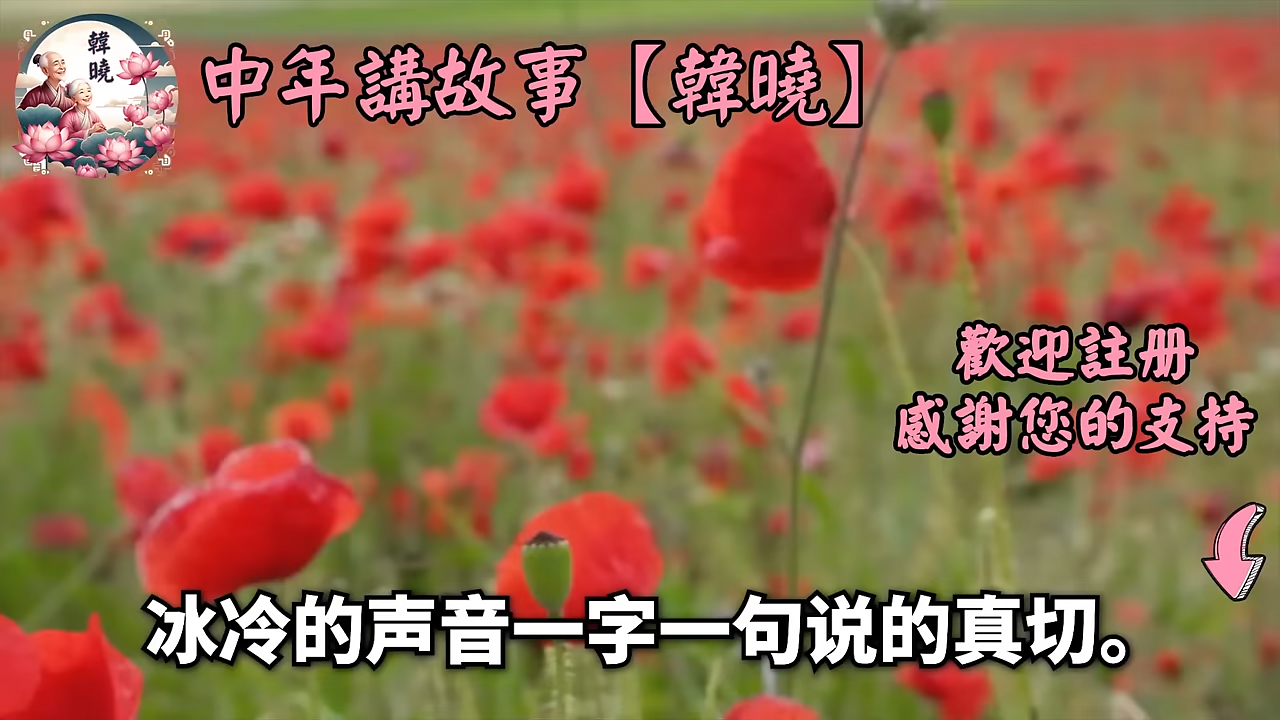 韓曉
中年講故事【韓曉】
歡迎註册
感謝您的支持
冰冷的声音一字一句说的真切。